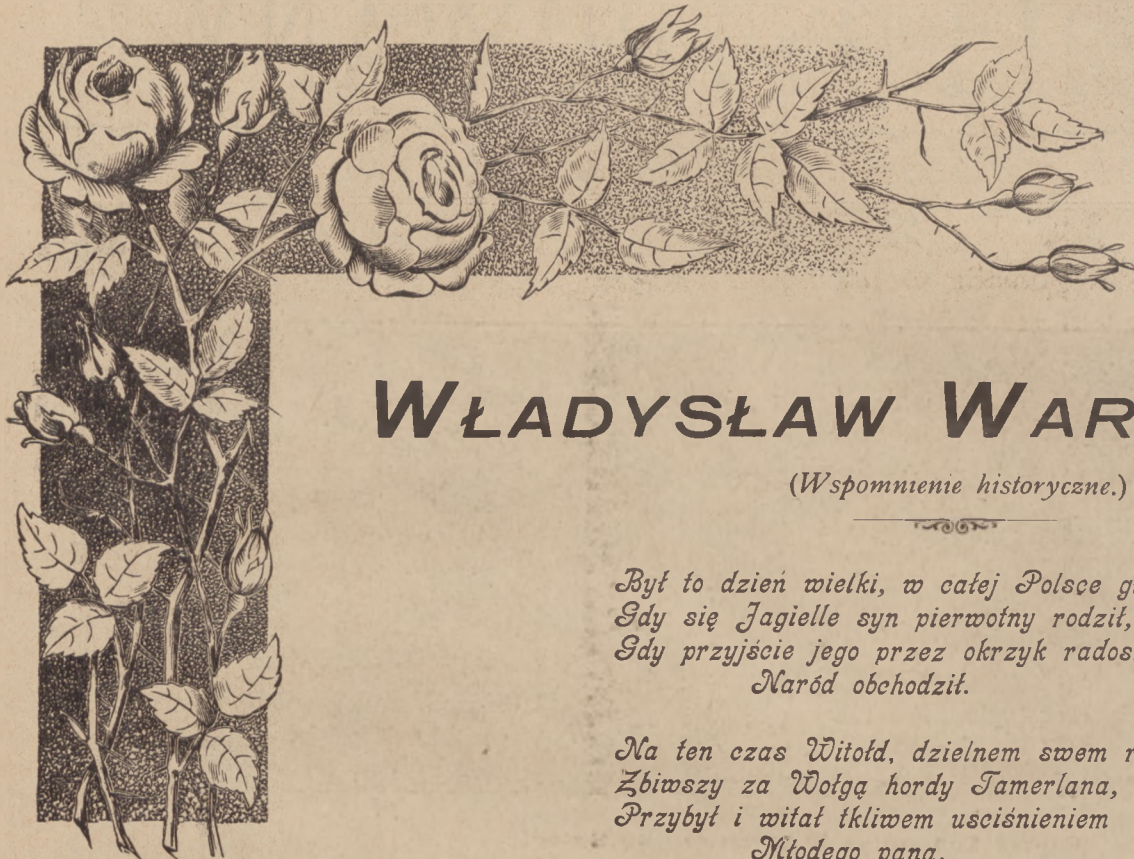 WŁADYSŁAW WAR
(Wspomnienie historyczne.)
Był to dzień wielki, w całej Polsce g
Gdy się Jagielle syn pierwotny rodził,
Gdy przyjście jego przez okrzyk rados
Naród obchodził.
Na ten czas Witołd, dzielnem swem r
Zbiwszy za Wołgą hordy Tamerlana,
Przybył i witał tkliwem uściśnieniem
Młodego pana.